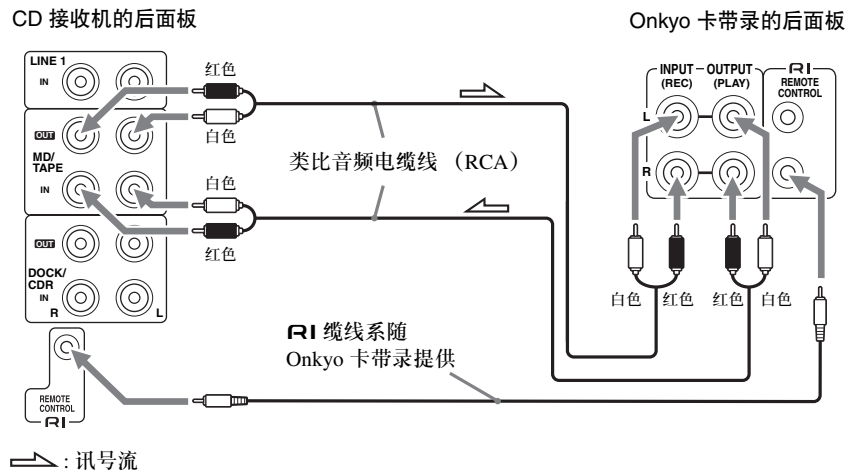 CD 接收机的后面板
Onkyo 卡带录的后面板
LINE 1
IN
OUT
MD/
TAPE
IN
OUT
DOCK/
CDR
IN
R
L
REMOTE
CONTROL
RI
红色
白色
白色
红色
类比音频电缆线 （RCA）
INPUT
(REC)
OUTPUT
(PLAY)
RI
REMOTE
CONTROL
L
R
白色
红色
红色
白色
RI 缆线系随
Onkyo 卡带录提供
: 讯号流